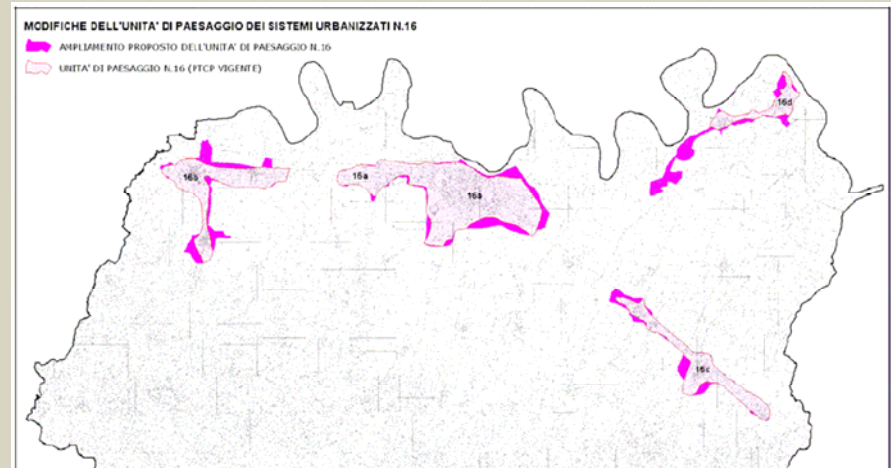 MODIFICHE DELL'UNITA' DI PAESAGGIO DEI SISTEMI URBANIZZATI N.16
AMPLIAMENTO PROPOSTO DELL'UNITA' DI PAESAGGIO N.16
UNITA' DI PAESAGGIO N.16 (PTCP VIGENTE)
16d
16b
16a
16a
16c